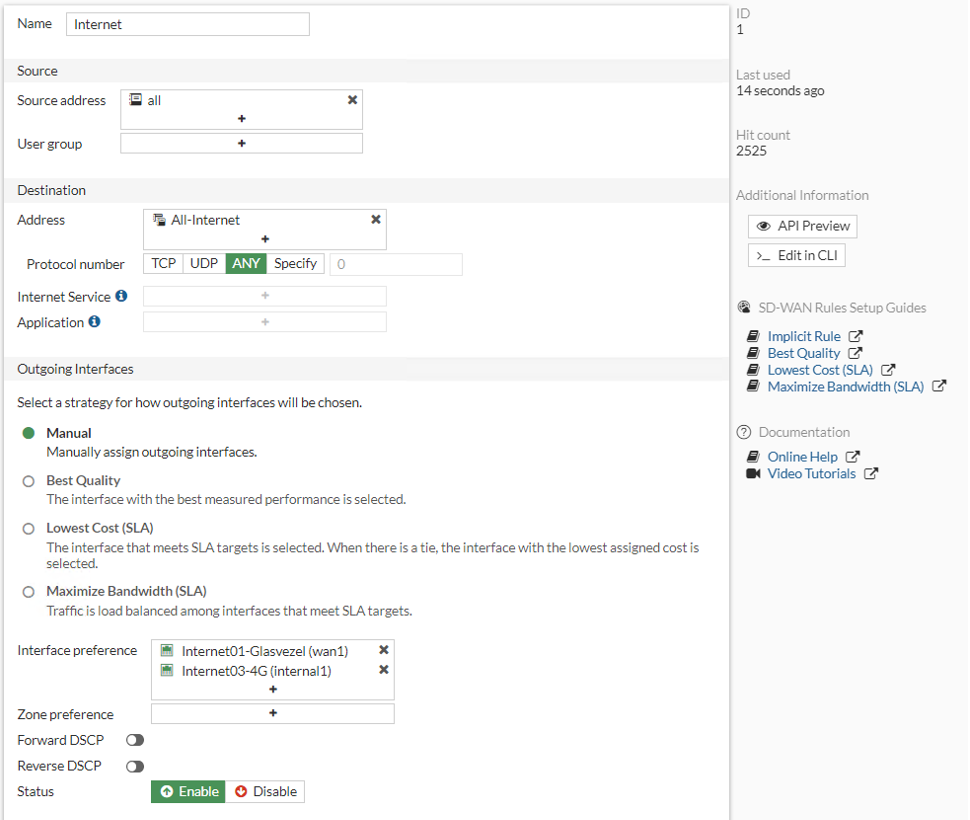 Name Internet
Source
Source address all
User group
Destination
Address All-Internet
Protocol number TCP UDP ANY Specify 0
Internet Service
Application
Outgoing Interfaces
Select a strategy for how outgoing interfaces will be chosen.
Manual
Manually assign outgoing interfaces.
Best Quality
The interface with the best measured performance is selected.
Lowest Cost (SLA)
The interface that meets SLA targets is selected. When there is a tie, the interface with the lowest assigned cost is
selected.
Maximize Bandwidth (SLA)
Traffic is load balanced among interfaces that meet SLA targets.
Interface preference Internet01-Glasvezel (wan1)
Internet03-4G (internal1)
Zone preference
Forward DSCP
Reverse DSCP
Status Enable Disable
ID
1
Last used
14 seconds ago
Hit count
2525
Additional Information
API Preview
>_ Edit in CLI
SD-WAN Rules Setup Guides
Implicit Rule
Best Quality
Lowest Cost (SLA)
Maximize Bandwidth (SLA)
Documentation
Online Help
Video Tutorials